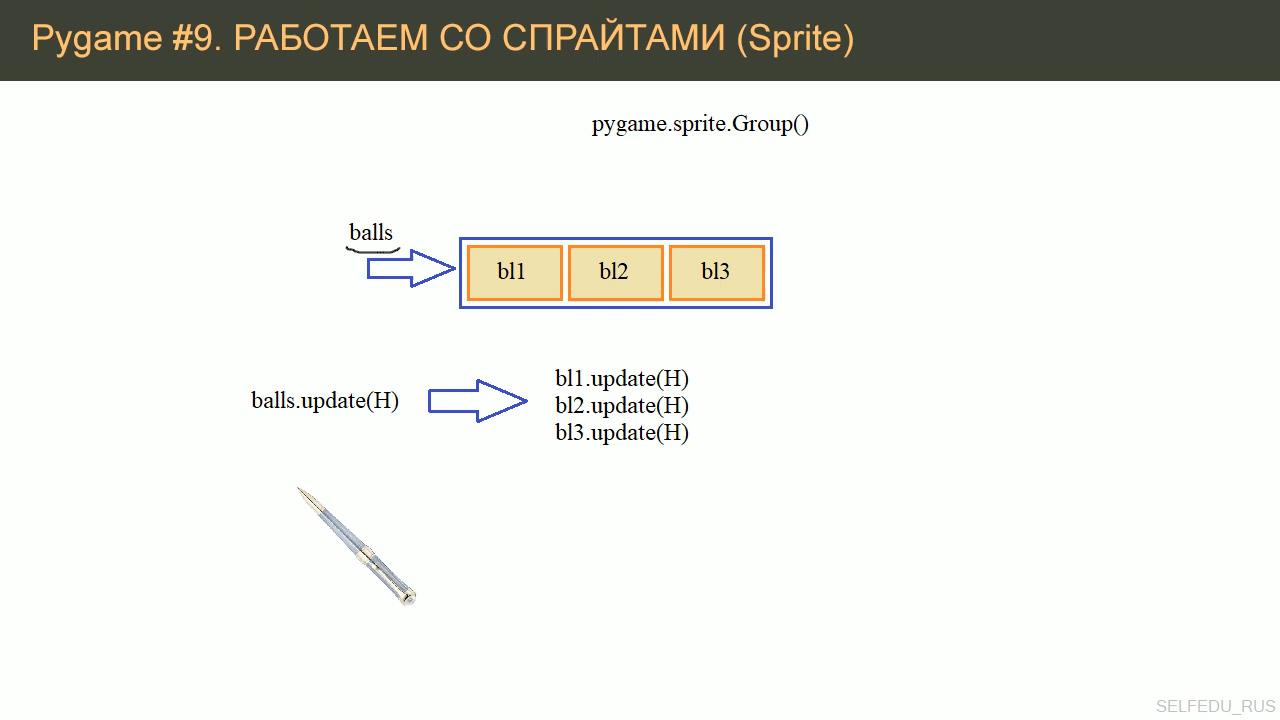 Pygame #9. РАБОТАЕМ СО СПРАЙТАМИ (Sprite)
pygame.sprite.Group()
balls
bl1 bl2 bl3
balls.update(H)
bl1.update(H)
bl2.update(H)
bl3.update(H)
SELFEDU_RUS